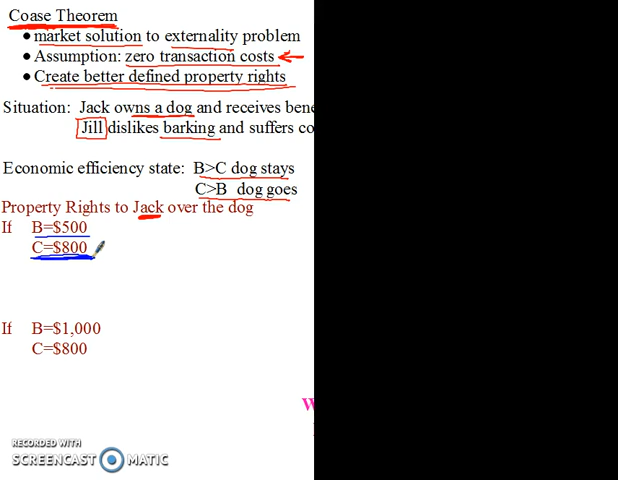 Coase Theorem
• market solution to externality problem
• Assumption: zero transaction costs
• Create better defined property rights
Situation: Jack owns a dog and receives
Jill dislikes barking and suffers
Economic efficiency state: B>C dog stays
C>B dog goes
Property Rights to Jack over the dog
If B=$500
C=$800
If B=$1,000
C=$800
RECORDED WITH
SCREENCAST MATIC